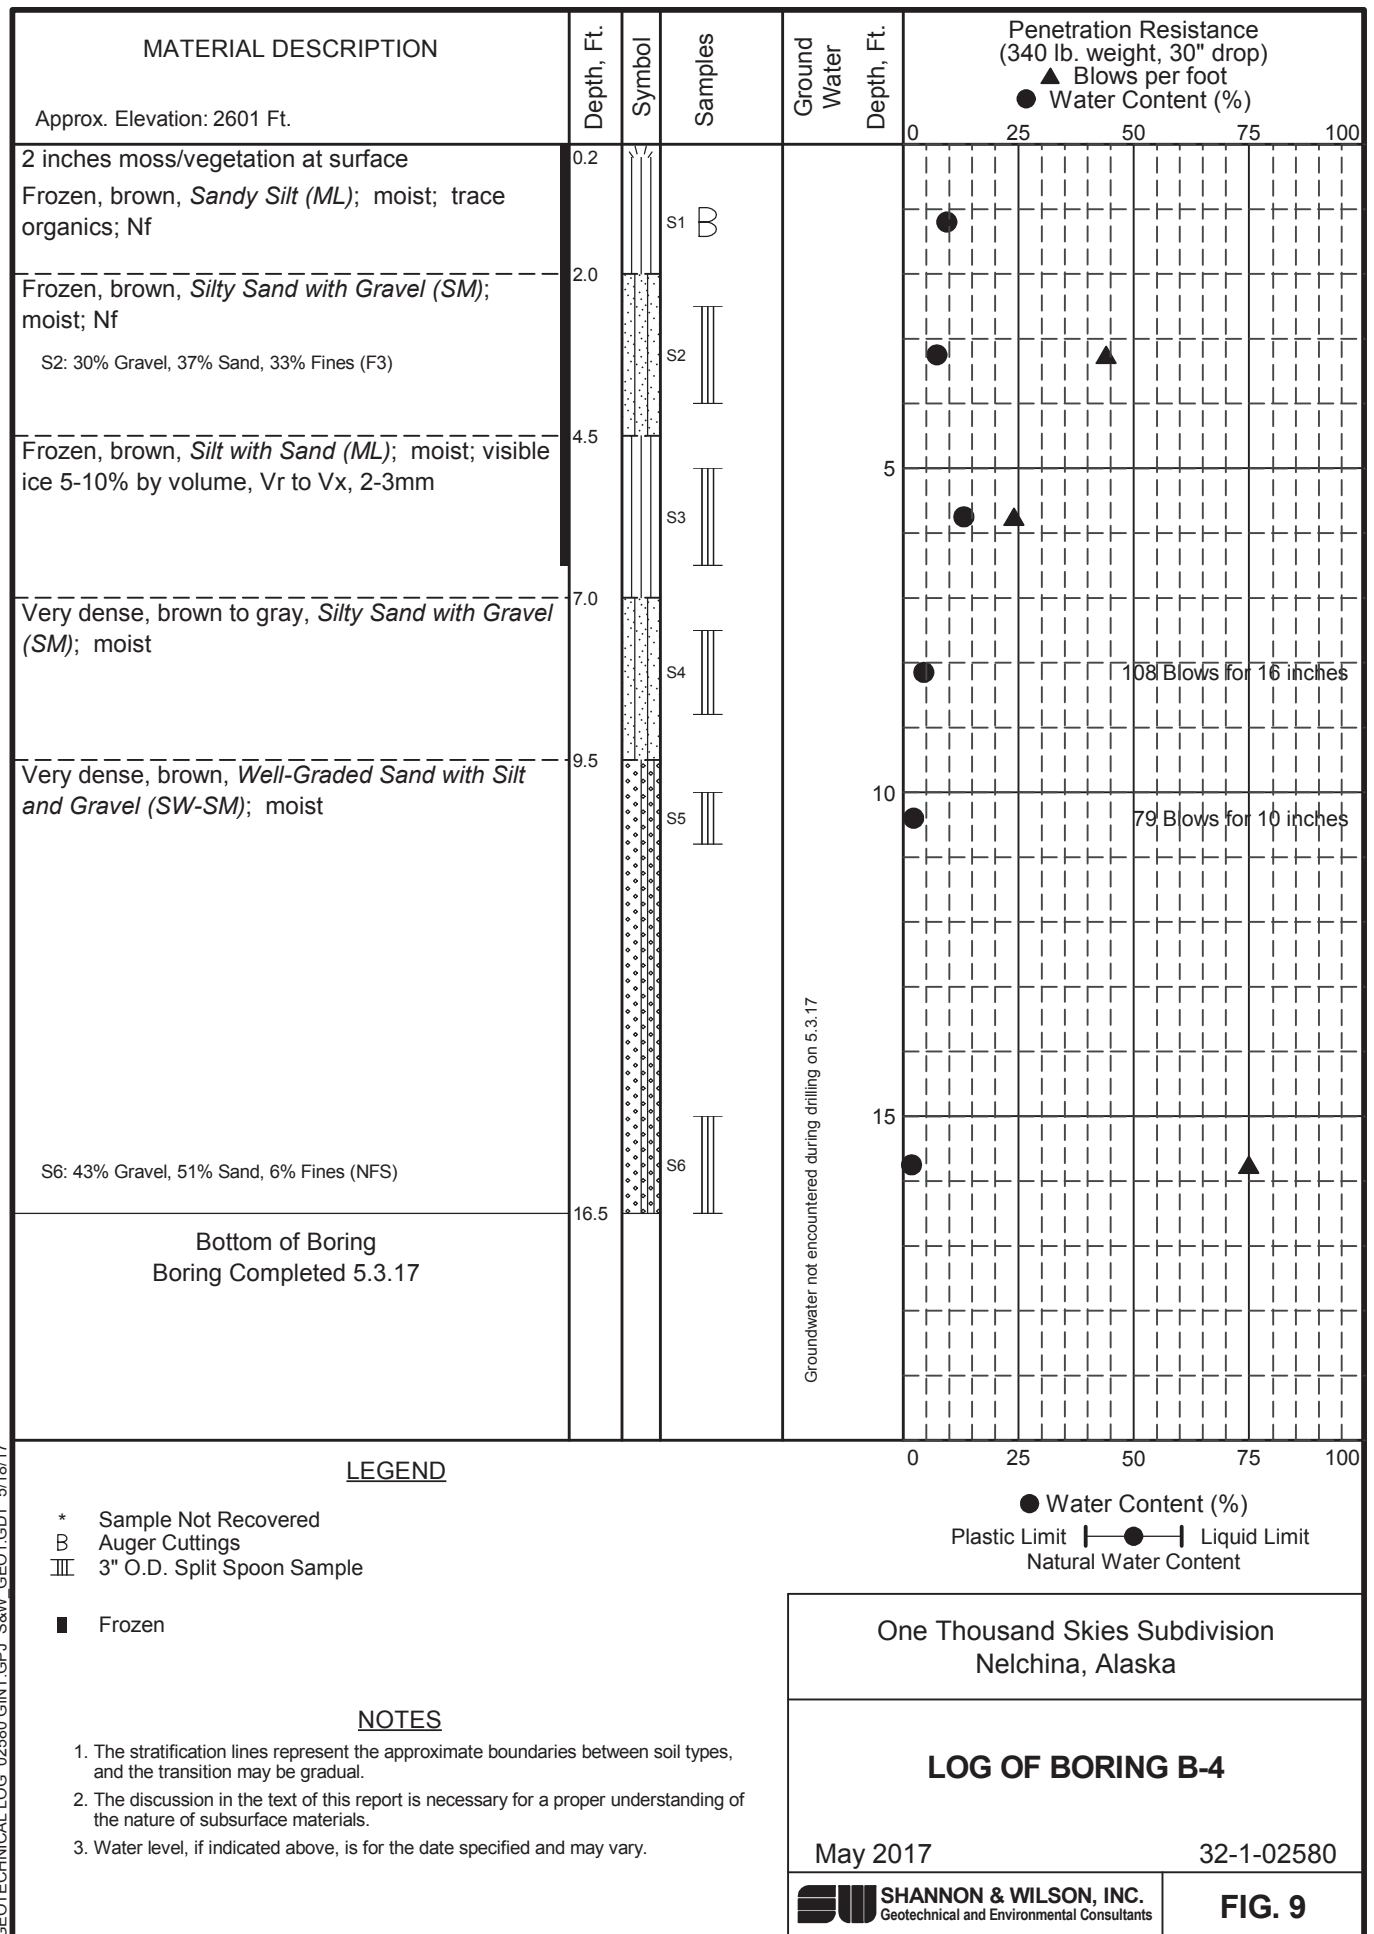 MATERIAL DESCRIPTION
Approx. Elevation: 2601 Ft.
Depth, Ft.
Symbol
Samples
Ground
Water
Depth, Ft.
Penetration Resistance
(340 lb. weight, 30" drop)
▲ Blows per foot
● Water Content (%)
0 25 50 75 100
2 inches moss/vegetation at surface
0.2
Frozen, brown, Sandy Silt (ML); moist; trace
organics; Nf
S1
2.0
Frozen, brown, Silty Sand with Gravel (SM);
moist; Nf
S2: 30% Gravel, 37% Sand, 33% Fines (F3)
S2
4.5
Frozen, brown, Silt with Sand (ML); moist; visible
ice 5-10% by volume, Vr to Vx, 2-3mm
5
S3
7.0
Very dense, brown to gray, Silty Sand with Gravel
(SM); moist
S4
108 Blows for 16 inches
9.5
Very dense, brown, Well-Graded Sand with Silt
and Gravel (SW-SM); moist
10
S5
79 Blows for 10 inches
Groundwater not encountered during drilling on 5.3.17
15
S6: 43% Gravel, 51% Sand, 6% Fines (NFS)
S6
16.5
Bottom of Boring
Boring Completed 5.3.17
0 25 50 75 100
LEGEND
* Sample Not Recovered
B Auger Cuttings
3" O.D. Split Spoon Sample
Frozen
● Water Content (%)
Plastic Limit Liquid Limit
Natural Water Content
NOTES
1. The stratification lines represent the approximate boundaries between soil types,
and the transition may be gradual.
2. The discussion in the text of this report is necessary for a proper understanding of
the nature of subsurface materials.
3. Water level, if indicated above, is for the date specified and may vary.
One Thousand Skies Subdivision
Nelchina, Alaska
LOG OF BORING B-4
May 2017 32-1-02580
SHANNON & WILSON, INC.
Geotechnical and Environmental Consultants
FIG. 9
GEOTECHNICAL LOG 02580 GINT.GPJ S&W_GEOT.GDT 5/18/17